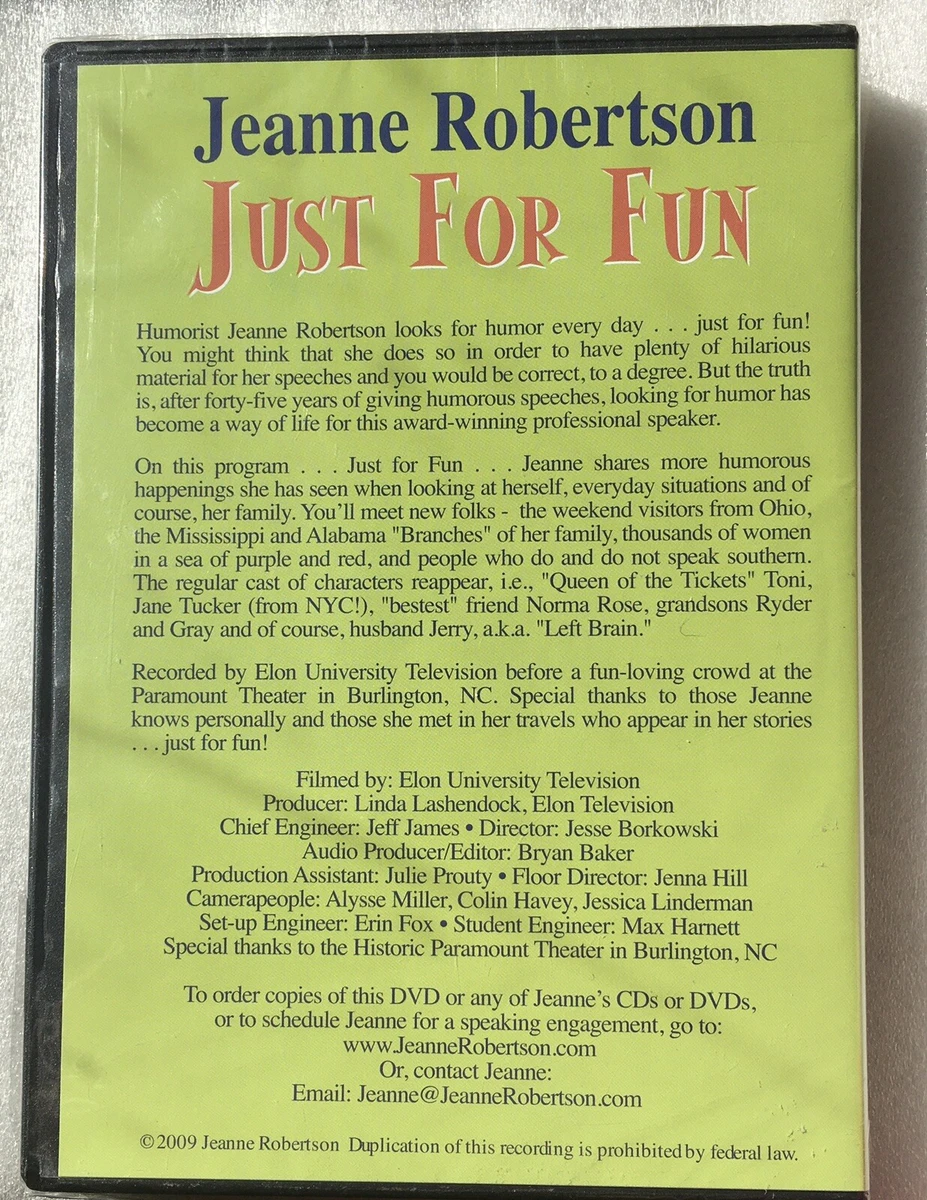 Jeanne Robertson
JUST FOR FUN
Humorist Jeanne Robertson looks for humor every day . . . just for fun!
You might think that she does so in order to have plenty of hilarious
material for her speeches and you would be correct, to a degree. But the truth
is, after forty-five years of giving humorous speeches, looking for humor has
become a way of life for this award-winning professional speaker.
On this program . . . Just for Fun . . . Jeanne shares more humorous
happenings she has seen when looking at herself, everyday situations and of
course, her family. You'll meet new folks - the weekend visitors from Ohio,
the Mississippi and Alabama "Branches" of her family, thousands of women
in a sea of purple and red, and people who do and do not speak southern.
The regular cast of characters reappear, i.e., "Queen of the Tickets" Toni,
Jane Tucker (from NYC!), "bestest" friend Norma Rose, grandsons Ryder
and Gray and of course, husband Jerry, a.k.a. "Left Brain."
Recorded by Elon University Television before a fun-loving crowd at the
Paramount Theater in Burlington, NC. Special thanks to those Jeanne
knows personally and those she met in her travels who appear in her stories
. . . just for fun!
Filmed by: Elon University Television
Producer: Linda Lashendock, Elon Television
Chief Engineer: Jeff James • Director: Jesse Borkowski
Audio Producer/Editor: Bryan Baker
Production Assistant: Julie Prouty • Floor Director: Jenna Hill
Camerapeople: Alysse Miller, Colin Havey, Jessica Linderman
Set-up Engineer: Erin Fox • Student Engineer: Max Harnett
Special thanks to the Historic Paramount Theater in Burlington, NC
To order copies of this DVD or any of Jeanne's CDs or DVDs,
or to schedule Jeanne for a speaking engagement, go to:
www.JeanneRobertson.com
Or, contact Jeanne:
Email: Jeanne@JeanneRobertson.com
©2009 Jeanne Robertson Duplication of this recording is prohibited by federal law.